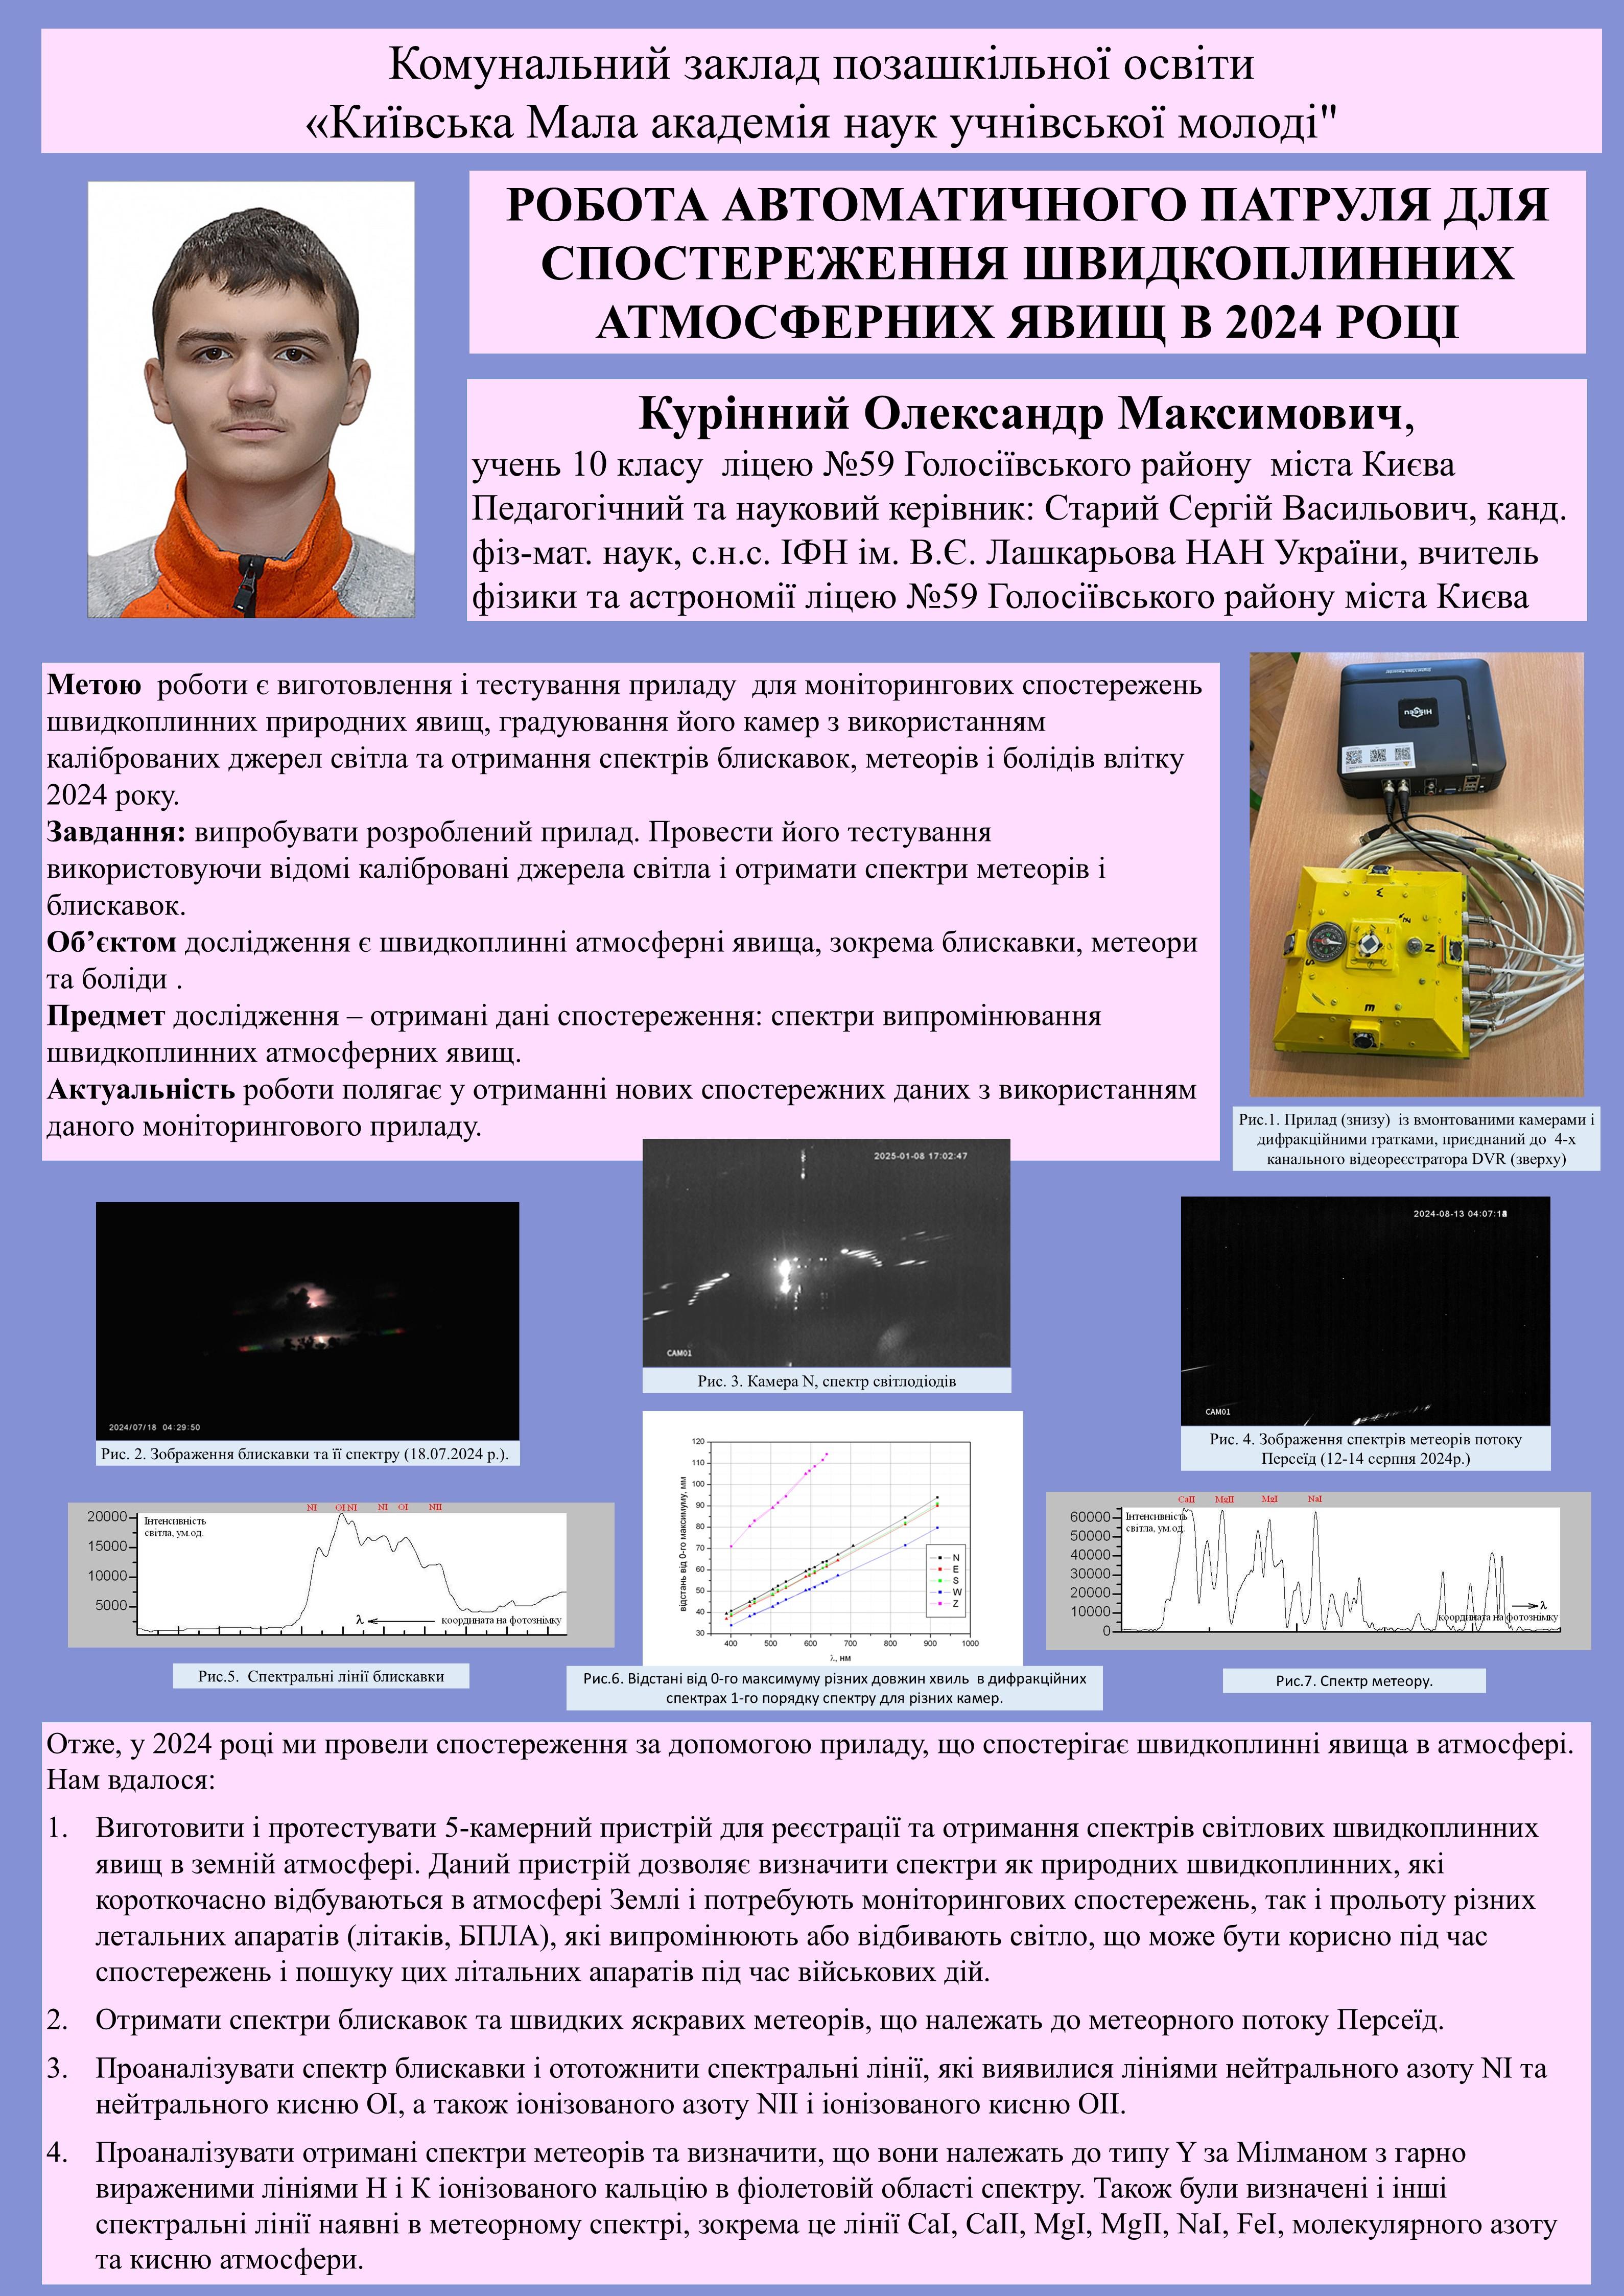 Комунальний заклад позашкільної освіти
«Київська Мала академія наук учнівської молоді"
РОБОТА АВТОМАТИЧНОГО ПАТРУЛЯ ДЛЯ
СПОСТЕРЕЖЕННЯ ШВИДКОПЛИННИХ
АТМОСФЕРНИХ ЯВИЩ В 2024 РОЦІ
Курінний Олександр Максимович,
учень 10 класу ліцею №59 Голосіївського району міста Києва
Педагогічний та науковий керівник: Старий Сергій Васильович, канд.
фіз-мат. наук, с.н.с. ІФН ім. В.Є. Лашкарьова НАН України, вчитель
фізики та астрономії ліцею №59 Голосіївського району міста Києва
Метою роботи є виготовлення і тестування приладу для моніторингових спостережень
швидкоплинних природних явищ, градуювання його камер з використанням
каліброваних джерел світла та отримання спектрів блискавок, метеорів і болідів влітку
2024 року.
Завдання: випробувати розроблений прилад. Провести його тестування
використовуючи відомі калібровані джерела світла і отримати спектри метеорів і
блискавок.
Об’єктом дослідження є швидкоплинні атмосферні явища, зокрема блискавки, метеори
та боліди .
Предмет дослідження – отримані дані спостереження: спектри випромінювання
швидкоплинних атмосферних явищ.
Актуальність роботи полягає у отриманні нових спостережних даних з використанням
даного моніторингового приладу.
Hiseeu
N
S
Рис.1. Прилад (знизу) із вмонтованими камерами і
дифракційними гратками, приєднаний до 4-х
канального відеореєстратора DVR (зверху)
2024/07/18 04:29:50
Рис. 2. Зображення блискавки та її спектру (18.07.2024 р.).
2025-01-08 17:02:47
CAM01
Рис. 3. Камера N, спектр світлодіодів
2024-08-13 04:07:18
CAM01
Рис. 4. Зображення спектрів метеорів потоку
Персеїд (12-14 серпня 2024р.)
NI OI NI NI OI NII
Інтенсивність
світла, ум.од.
20000
15000
10000
5000
λ
координата на фотознімку
Рис.5. Спектральні лінії блискавки
відстань від 0-го максимуму, мм
120
110
100
90
80
70
60
50
40
30
N
E
S
W
Z
400 500 600 700 800 900 1000
λ, нм
Рис.6. Відстані від 0-го максимуму різних довжин хвиль в дифракційних
спектрах 1-го порядку спектру для різних камер.
CaII MgII MgI NaI
Інтенсивність
світла, ум.од.
60000
50000
40000
30000
20000
10000
0
λ
координата на фотознімку
Рис.7. Спектр метеору.
Отже, у 2024 році ми провели спостереження за допомогою приладу, що спостерігає швидкоплинні явища в атмосфері.
Нам вдалося:
1. Виготовити і протестувати 5-камерний пристрій для реєстрації та отримання спектрів світлових швидкоплинних
явищ в земній атмосфері. Даний пристрій дозволяє визначити спектри як природних швидкоплинних, які
короткочасно відбуваються в атмосфері Землі і потребують моніторингових спостережень, так і прольоту різних
летальних апаратів (літаків, БПЛА), які випромінюють або відбивають світло, що може бути корисно під час
спостережень і пошуку цих літальних апаратів під час військових дій.
2. Отримати спектри блискавок та швидких яскравих метеорів, що належать до метеорного потоку Персеїд.
3. Проаналізувати спектр блискавки і ототожнити спектральні лінії, які виявилися лініями нейтрального азоту NI та
нейтрального кисню OI, а також іонізованого азоту NII і іонізованого кисню OII.
4. Проаналізувати отримані спектри метеорів та визначити, що вони належать до типу Y за Мілманом з гарно
вираженими лініями H і K іонізованого кальцію в фіолетовій області спектру. Також були визначені і інші
спектральні лінії наявні в метеорному спектрі, зокрема це лінії CaI, CaII, MgI, MgII, NaI, FeI, молекулярного азоту
та кисню атмосфери.